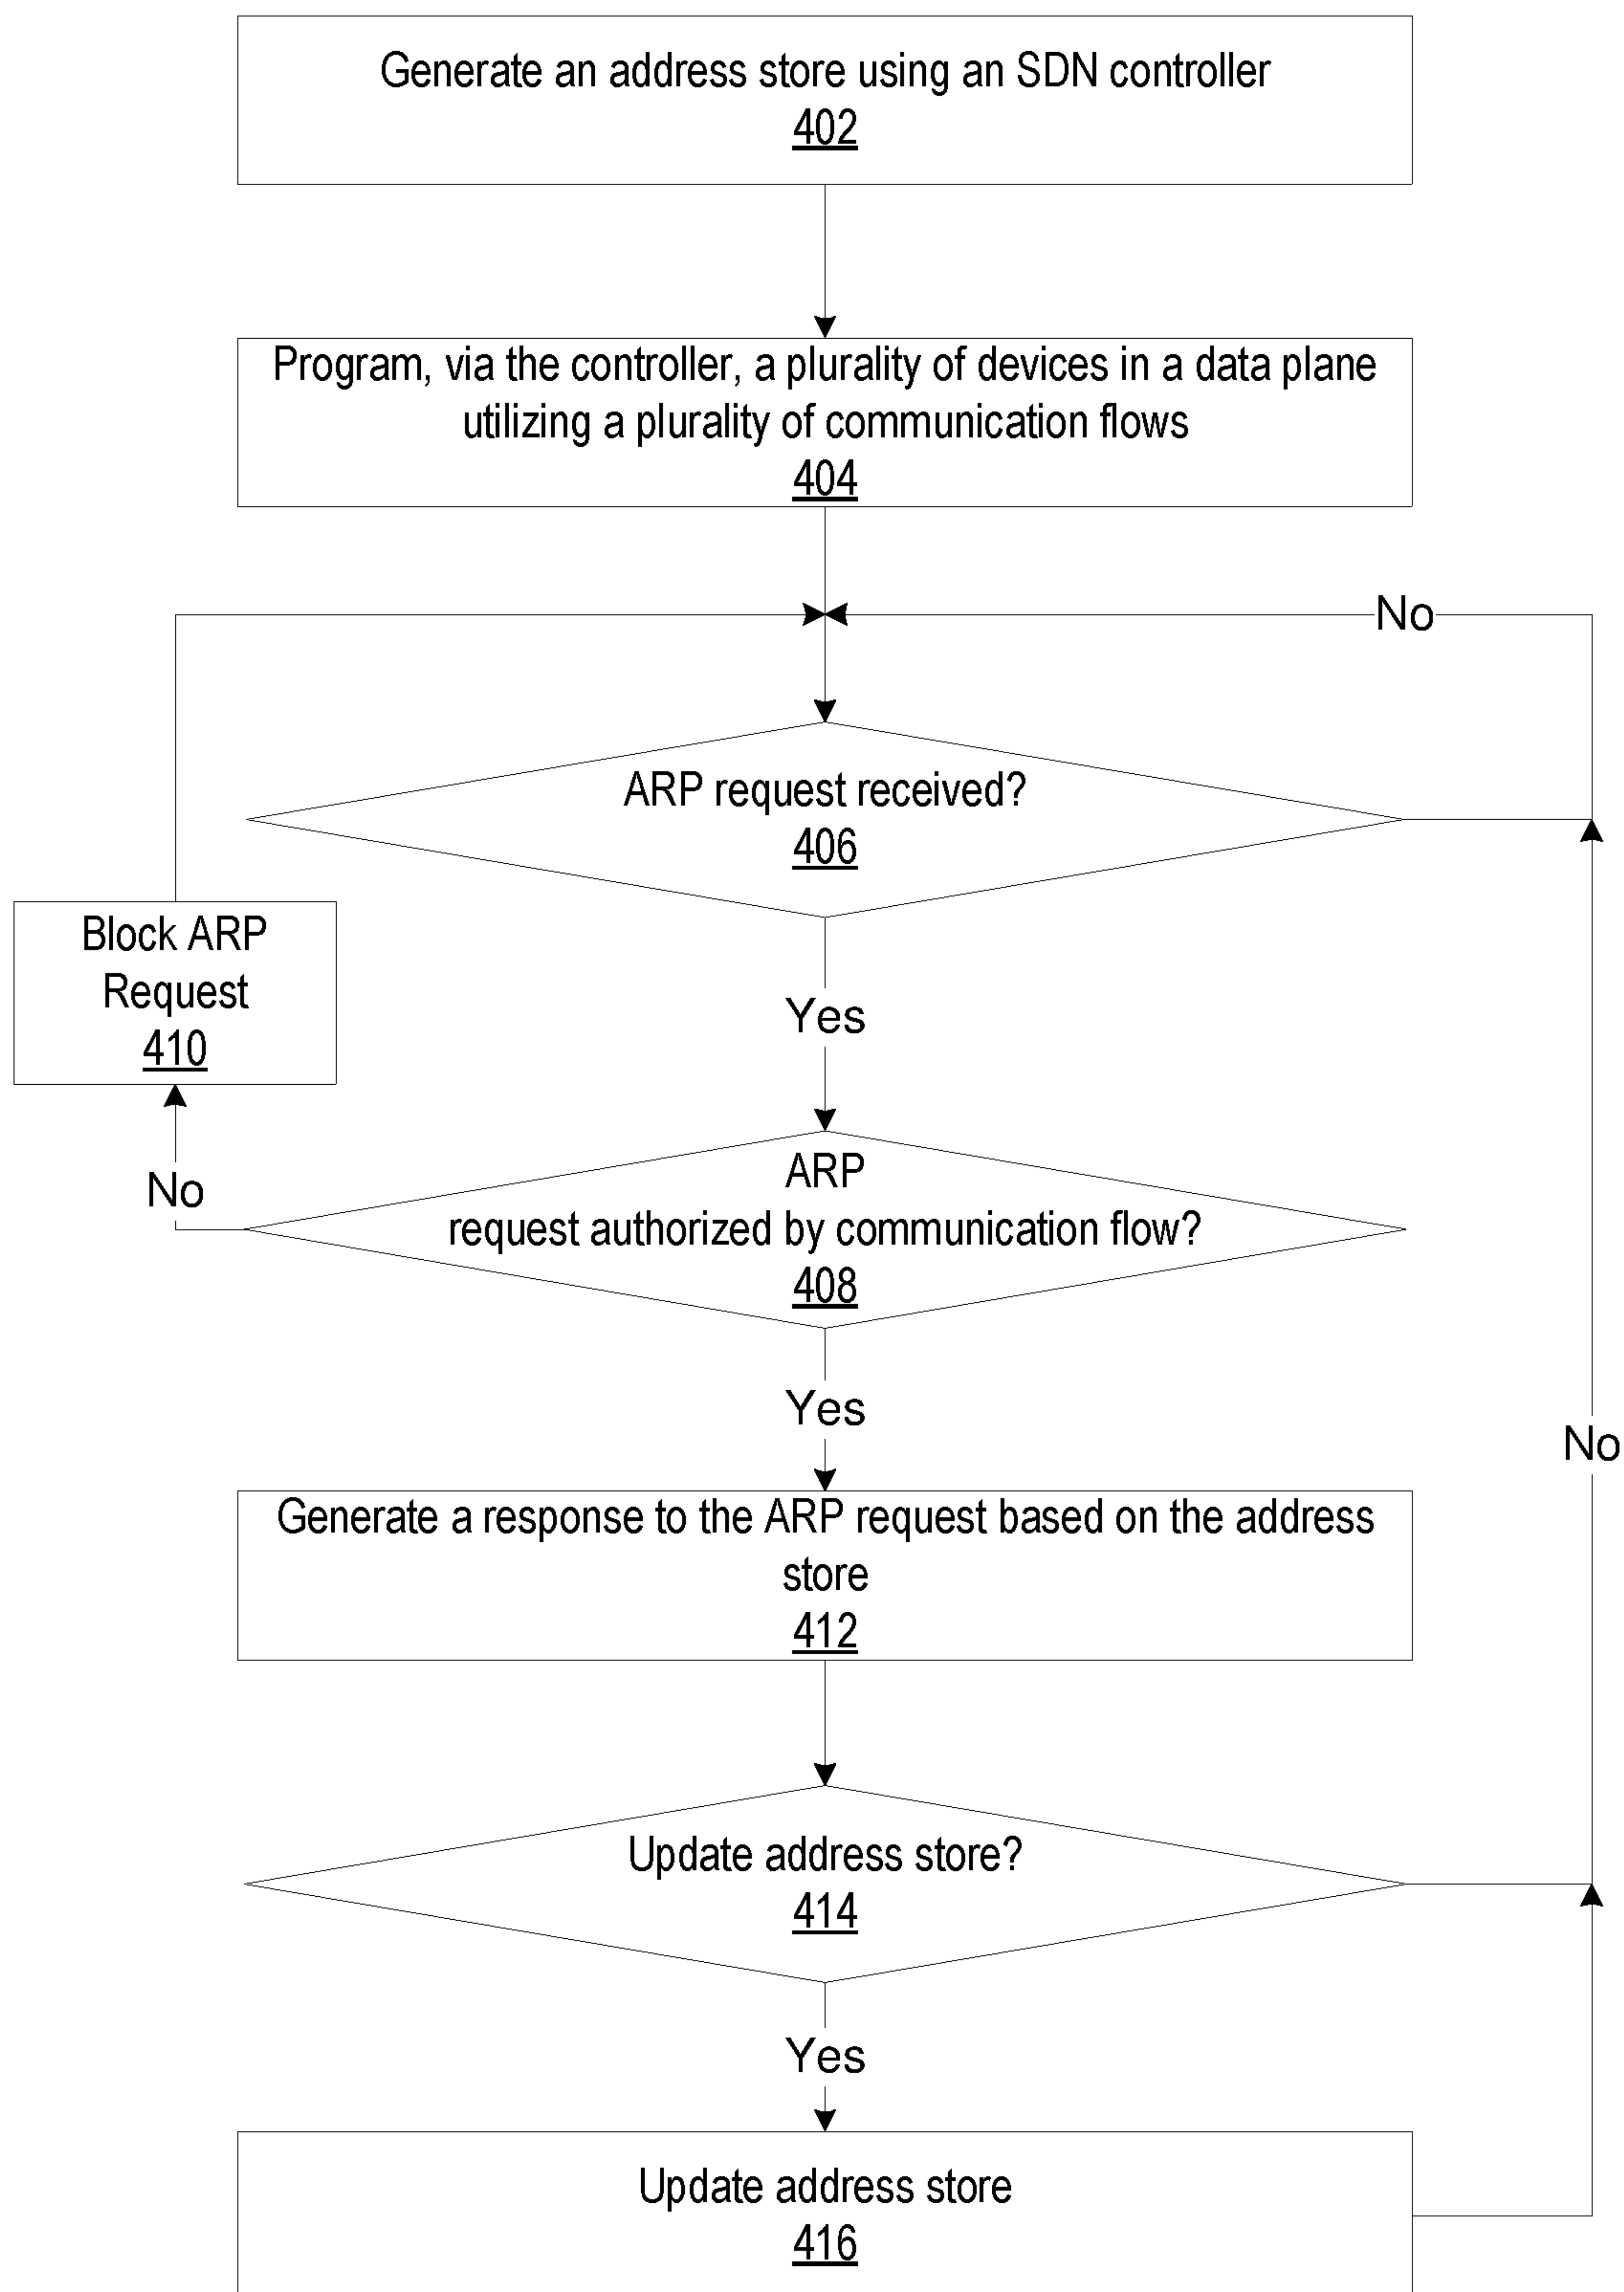 Generate an address store using an SDN controller
402
Program, via the controller, a plurality of devices in a data plane
utilizing a plurality of communication flows
404
No
ARP request received?
406
Block ARP
Request
410
Yes
ARP
request authorized by communication flow?
408
No
Yes
Generate a response to the ARP request based on the address
store
412
No
Update address store?
414
Yes
Update address store
416